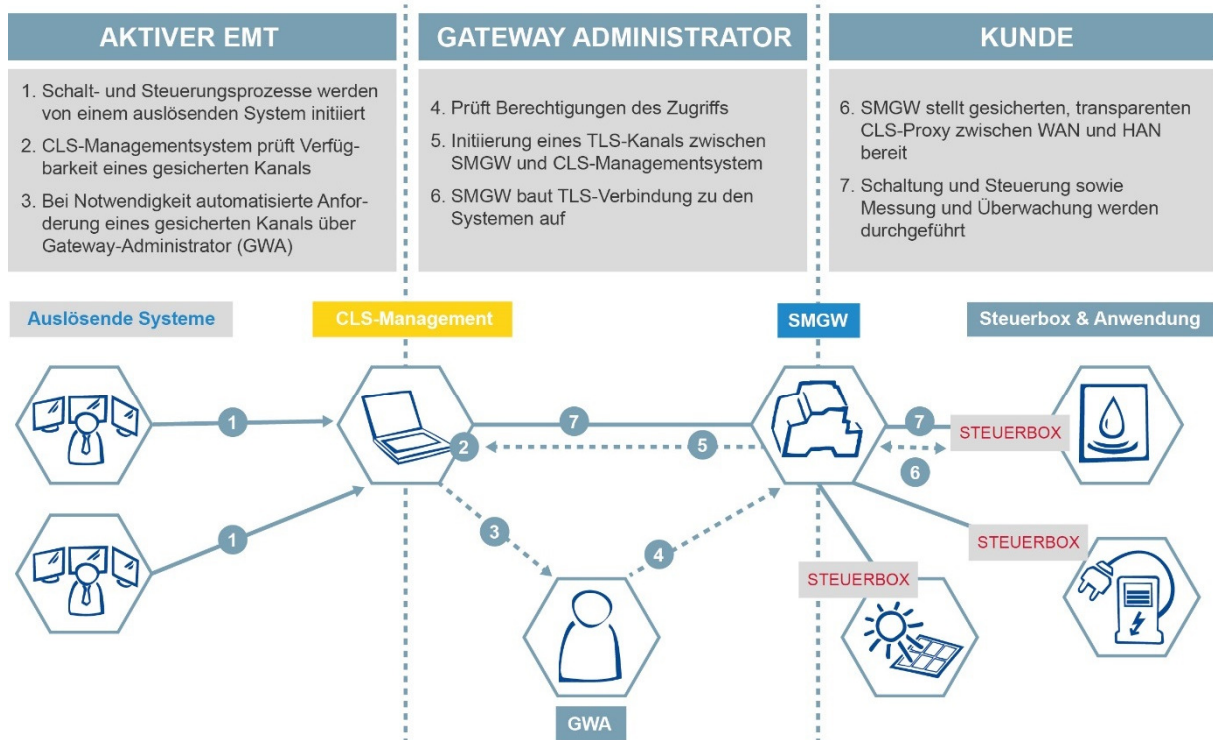 AKTIVER EMT
1. Schalt- und Steuerungsprozesse werden
von einem auslösenden System initiiert
2. CLS-Managementsystem prüft Verfüg-
barkeit eines gesicherten Kanals
3. Bei Notwendigkeit automatisierte Anfor-
derung eines gesicherten Kanals über
Gateway-Administrator (GWA)
GATEWAY ADMINISTRATOR
4. Prüft Berechtigungen des Zugriffs
5. Initiierung eines TLS-Kanals zwischen
SMGW und CLS-Managementsystem
6. SMGW baut TLS-Verbindung zu den
Systemen auf
KUNDE
6. SMGW stellt gesicherten, transparenten
CLS-Proxy zwischen WAN und HAN
bereit
7. Schaltung und Steuerung sowie
Messung und Überwachung werden
durchgeführt
Auslösende Systeme
CLS-Management
SMGW
Steuerbox & Anwendung
1
7
7
STEUERBOX
2
5
6
1
3
4
STEUERBOX
STEUERBOX
GWA